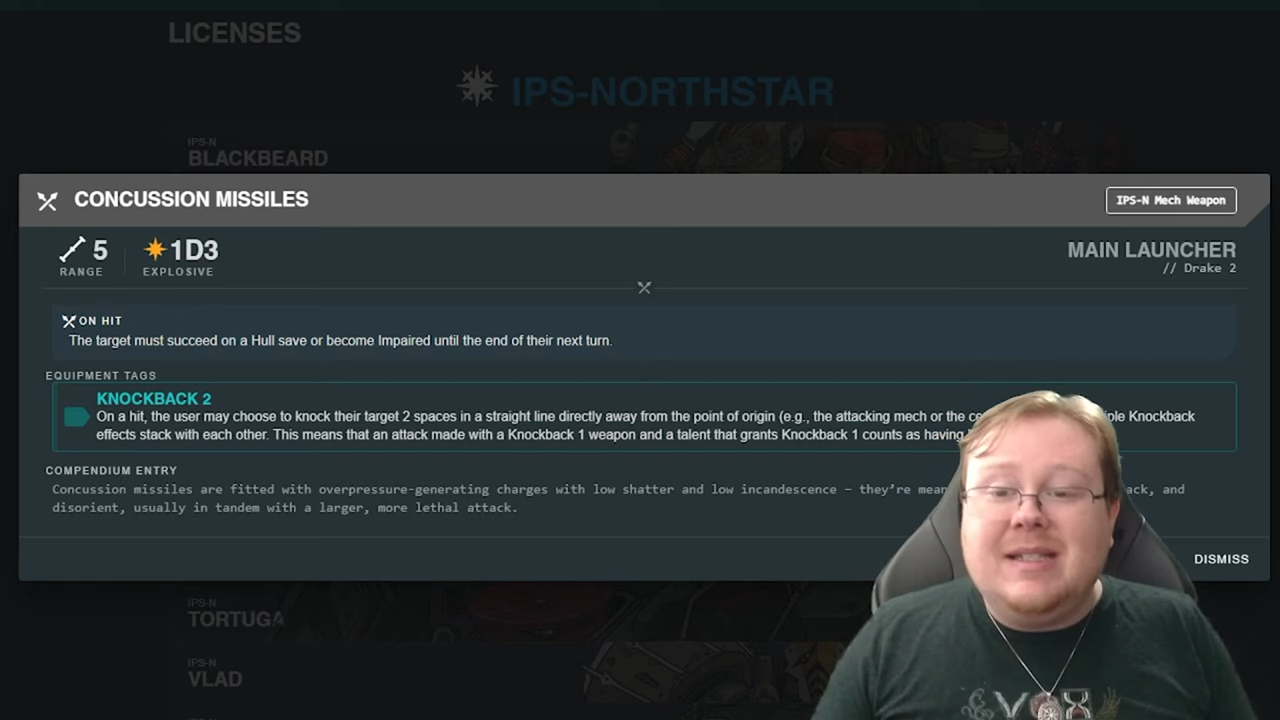 LICENSES
IPS-NORTHSTAR
IPS-N
BLACKBEARD
CONCUSSION MISSILES
IPS-N Mech Weapon
5
RANGE
1D3
EXPLOSIVE
MAIN LAUNCHER
// Drake 2
ON HIT
The target must succeed on a Hull save or become Impaired until the end of their next turn.
EQUIPMENT TAGS
KNOCKBACK 2
On a hit, the user may choose to knock their target 2 spaces in a straight line directly away from the point of origin (e.g., the attacking mech or the Knockback
effects stack with each other. This means that an attack made with a Knockback 1 weapon and a talent that grants Knockback 1 counts as having
COMPENDIUM ENTRY
Concussion missiles are fitted with overpressure-generating charges with low shatter and low incandescence – they're and
disorient, usually in tandem with a larger, more lethal attack.
DISMISS
IPS-N
TORTUGA
IPS-N
VLAD